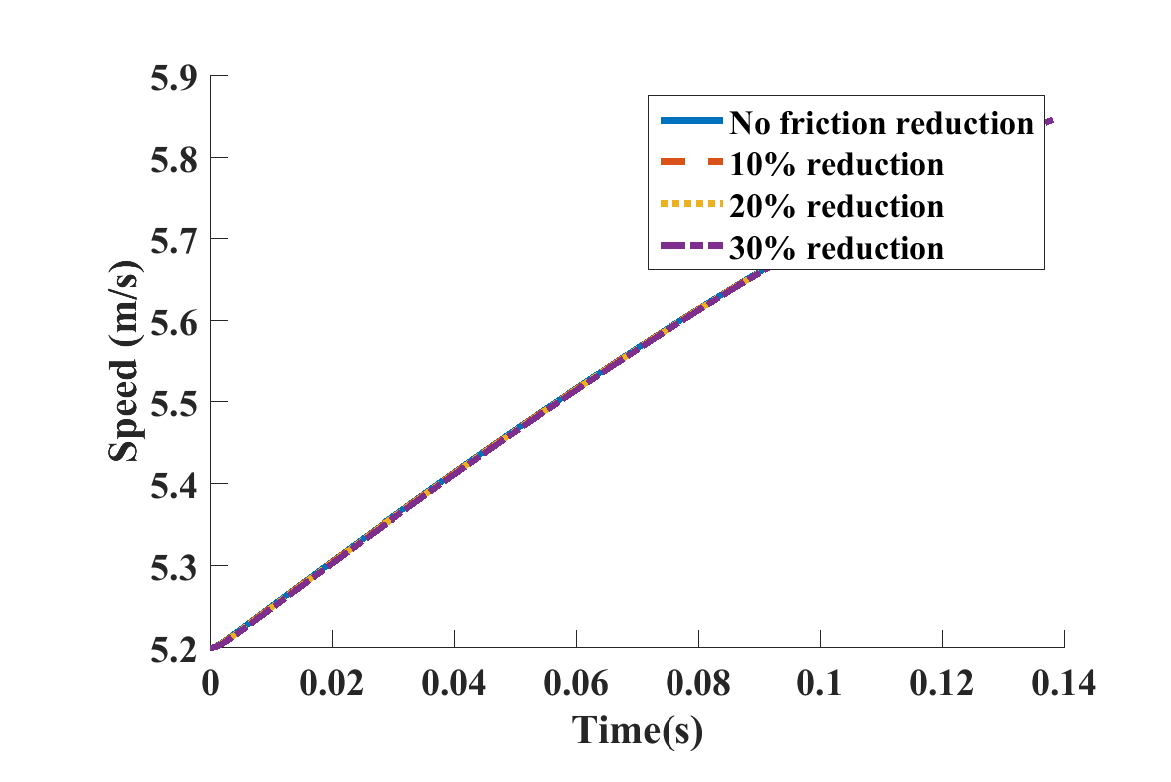 5.9
5.8
5.7
5.6
5.5
5.4
5.3
5.2
Speed (m/s)
No friction reduction
10% reduction
20% reduction
30% reduction
0 0.02 0.04 0.06 0.08 0.1 0.12 0.14
Time(s)